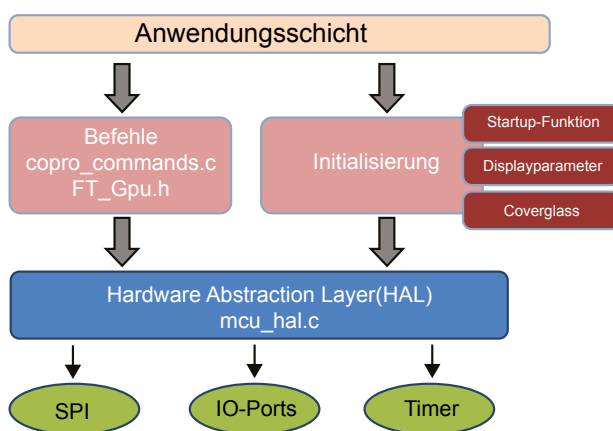 Anwendungsschicht
Befehle
copro_commands.c
FT_Gpu.h
Initialisierung
Startup-Funktion
Displayparameter
Coverglass
Hardware Abstraction Layer(HAL)
mcu_hal.c
SPI
IO-Ports
Timer